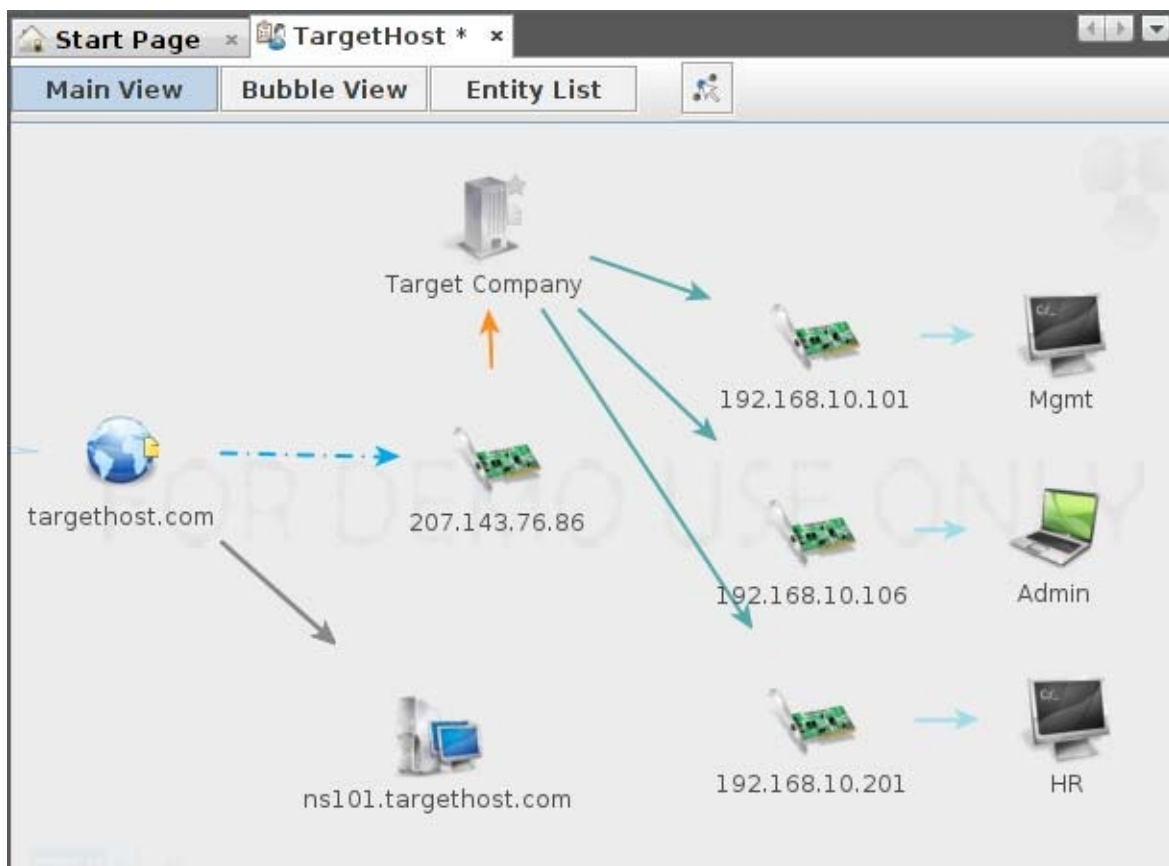 Start Page
TargetHost *
Main View
Bubble View
Entity List
Target Company
192.168.10.101
Mgmt
targethost.com
207.143.76.86
FOR DEMO USE ONLY
192.168.10.106
Admin
ns101.targethost.com
192.168.10.201
HR